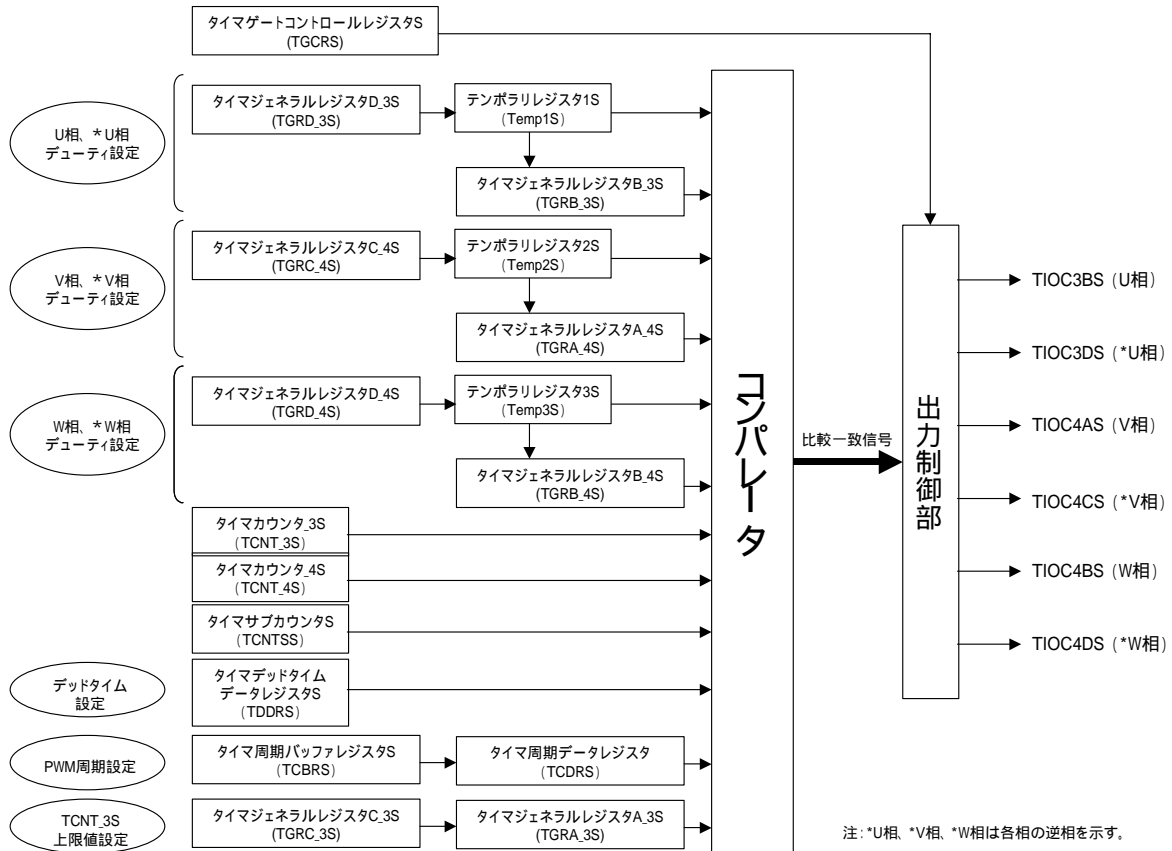 タイマゲートコントロールレジスタS
(TGCRS)
U相、*U相
デューティ設定
タイマジェネラルレジスタD_3S
(TGRD_3S)
テンポラリレジスタ1S
(Temp1S)
タイマジェネラルレジスタB_3S
(TGRB_3S)
V相、*V相
デューティ設定
タイマジェネラルレジスタC_4S
(TGRC_4S)
テンポラリレジスタ2S
(Temp2S)
タイマジェネラルレジスタA_4S
(TGRA_4S)
W相、*W相
デューティ設定
タイマジェネラルレジスタD_4S
(TGRD_4S)
テンポラリレジスタ3S
(Temp3S)
タイマジェネラルレジスタB_4S
(TGRB_4S)
タイマカウンタ_3S
(TCNT_3S)
タイマカウンタ_4S
(TCNT_4S)
タイマサブカウンタS
(TCNTSS)
デッドタイム
設定
タイマデッドタイム
データレジスタS
(TDDRS)
PWM周期設定
タイマ周期バッファレジスタS
(TCBRS)
タイマ周期データレジスタ
(TCDRS)
TCNT_3S
上限値設定
タイマジェネラルレジスタC_3S
(TGRC_3S)
タイマジェネラルレジスタA_3S
(TGRA_3S)
コンパレータ
比較一致信号
出力制御部
TIOC3BS (U相)
TIOC3DS (*U相)
TIOC4AS (V相)
TIOC4CS (*V相)
TIOC4BS (W相)
TIOC4DS (*W相)
注:*U相、*V相、*W相は各相の逆相を示す。